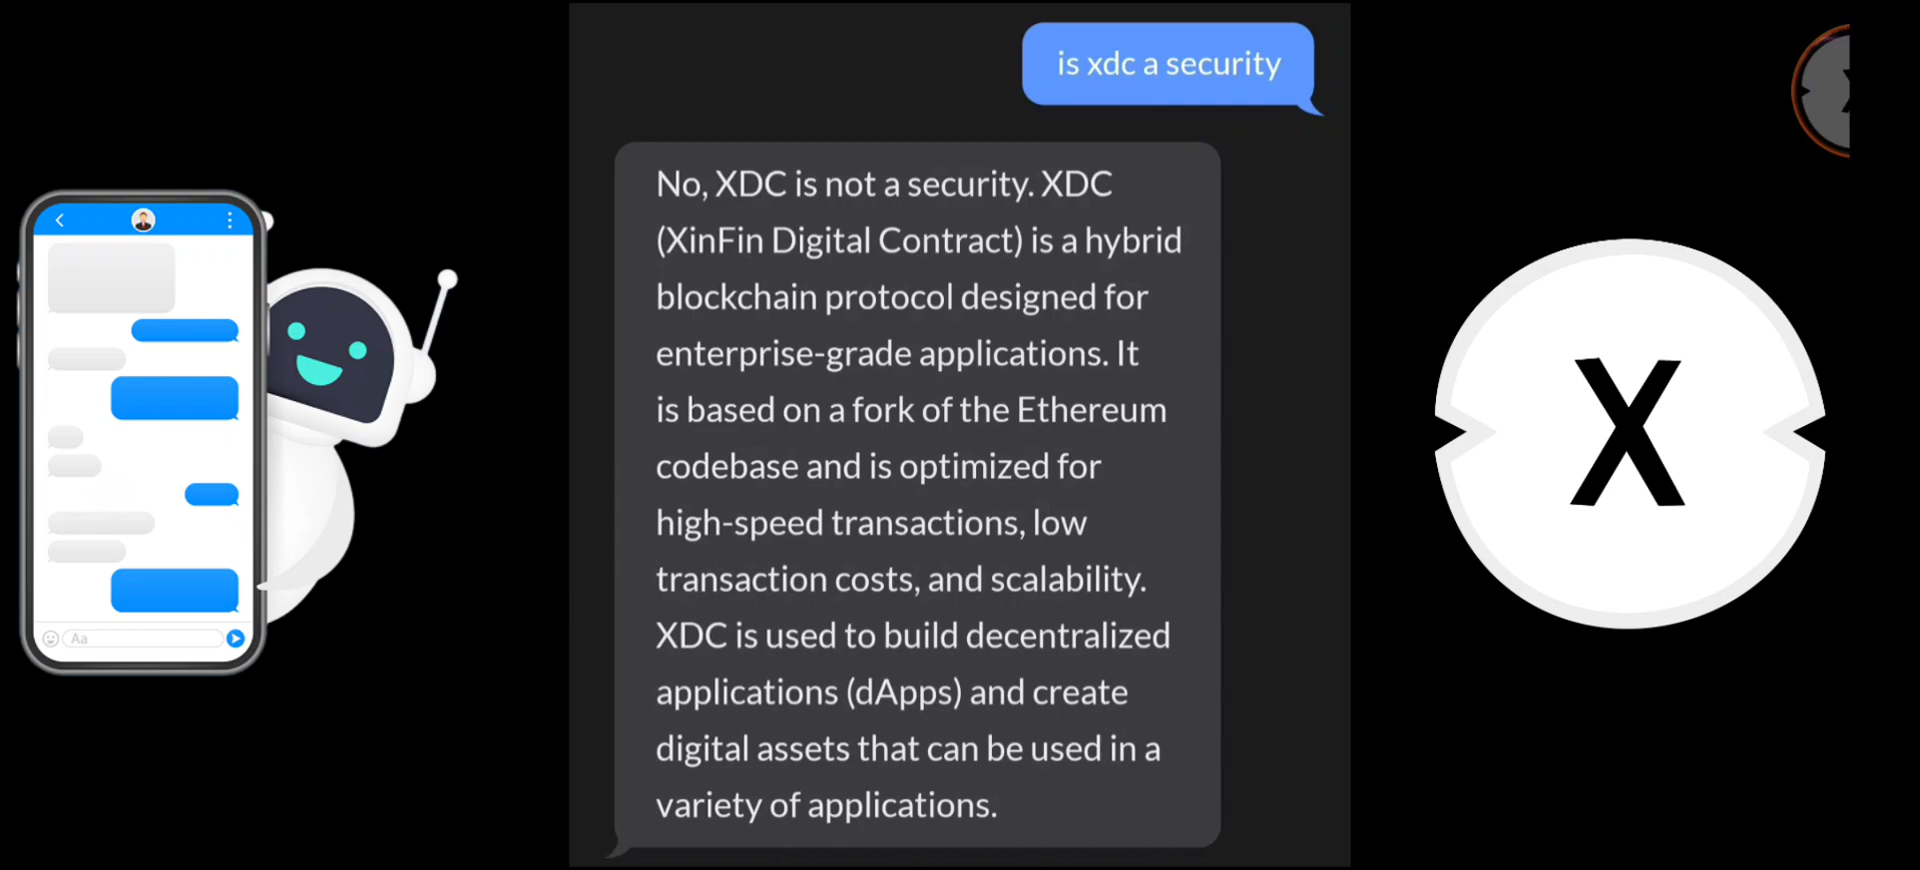 is xdc a security
No, XDC is not a security. XDC
(XinFin Digital Contract) is a hybrid
blockchain protocol designed for
enterprise-grade applications. It
is based on a fork of the Ethereum
codebase and is optimized for
high-speed transactions, low
transaction costs, and scalability.
XDC is used to build decentralized
applications (dApps) and create
digital assets that can be used in a
variety of applications.
Aa
X